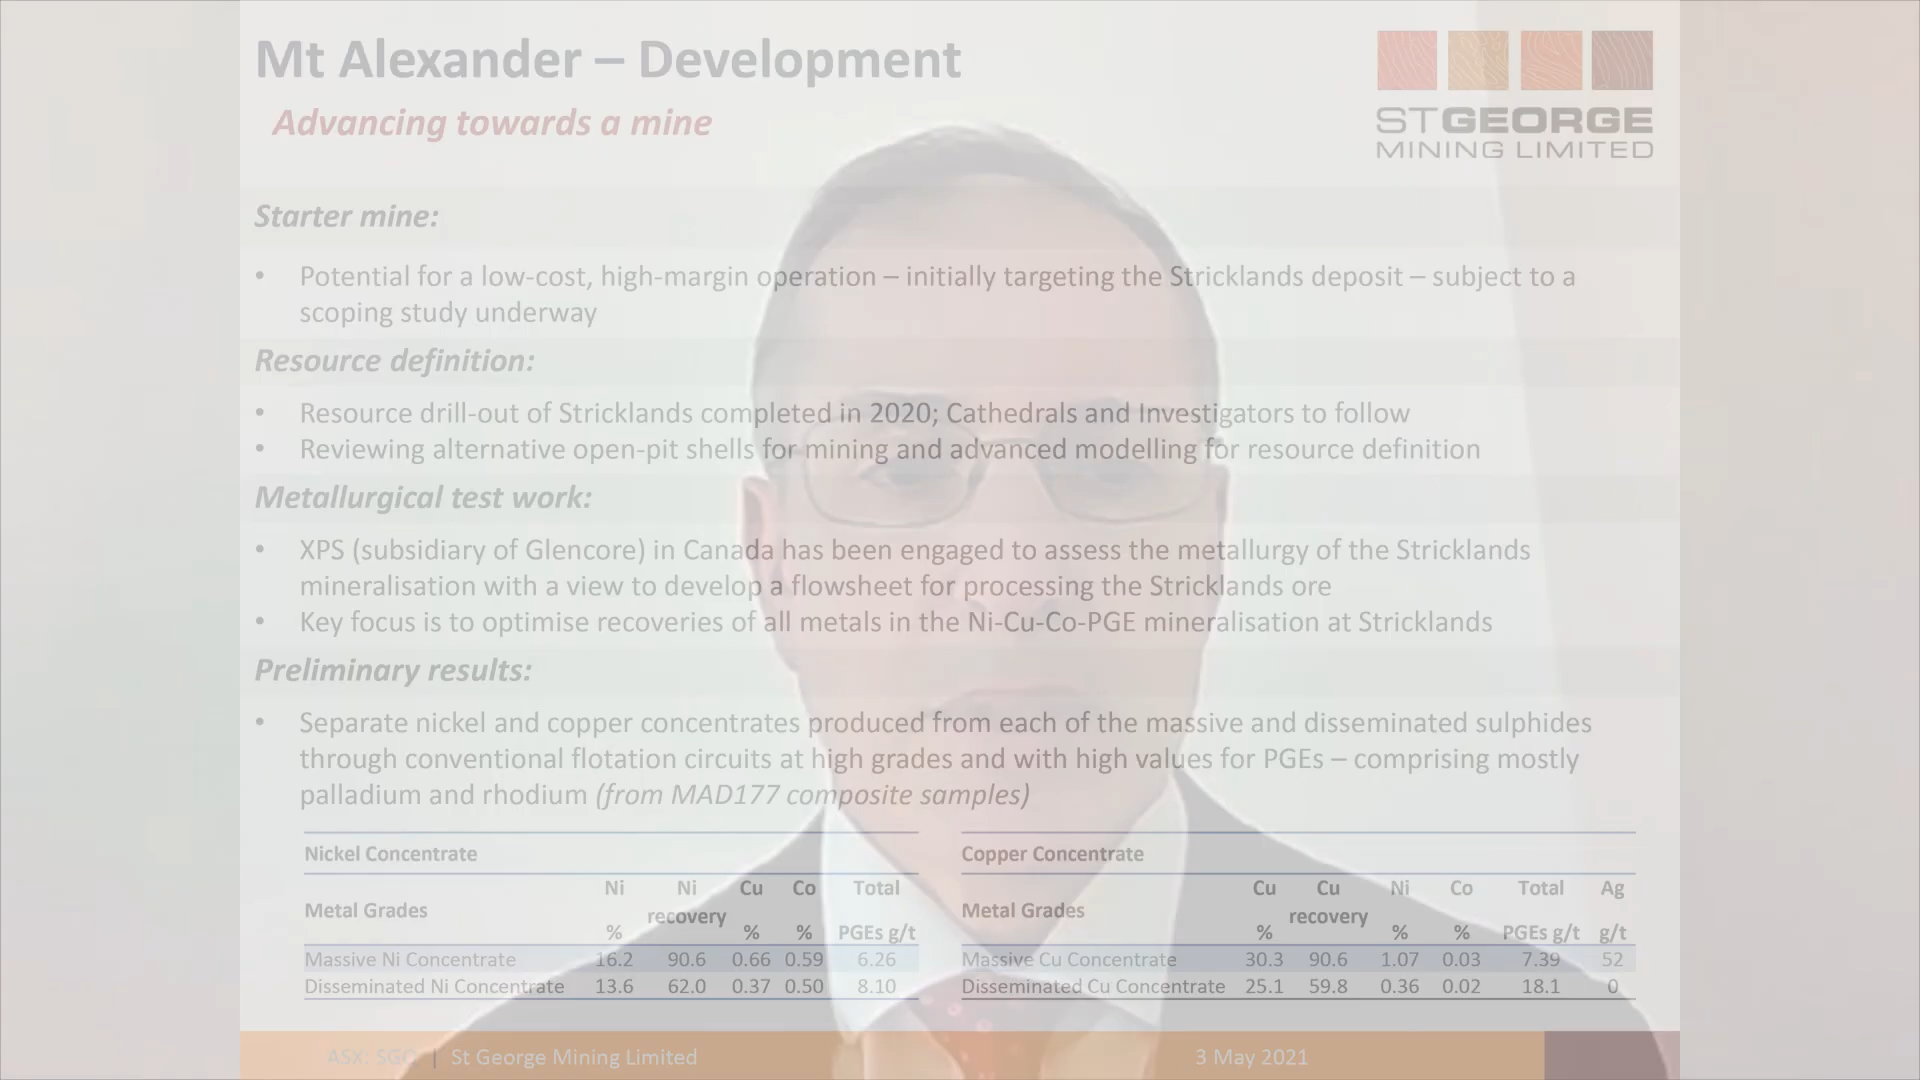 Mt Alexander – Development
Advancing towards a mine
STGEORGE
MINING LIMITED
Starter mine:
• Potential for a low-cost, high-margin operation – initially targeting the Stricklands deposit – subject to a
scoping study underway
Resource definition:
• Resource drill-out of Stricklands completed in 2020; Cathedrals and Investigators to follow
• Reviewing alternative open-pit shells for mining and advanced modelling for resource definition
Metallurgical test work:
• XPS (subsidiary of Glencore) in Canada has been engaged to assess the metallurgy of the Stricklands
mineralisation with a view to develop a flowsheet for processing the Stricklands ore
• Key focus is to optimise recoveries of all metals in the Ni-Cu-Co-PGE mineralisation at Stricklands
Preliminary results:
• Separate nickel and copper concentrates produced from each of the massive and disseminated sulphides
through conventional flotation circuits at high grades and with high values for PGEs – comprising mostly
palladium and rhodium (from MAD177 composite samples)
Nickel Concentrate
Metal Grades Ni % Ni recovery Cu % Co % Total PGEs g/t
Massive Ni Concentrate 16.2 90.6 0.66 0.59 6.26
Disseminated Ni Concentrate 13.6 62.0 0.37 0.50 8.10
Copper Concentrate
Metal Grades Cu % Cu recovery Ni % Co % Total PGEs g/t Ag g/t
Massive Cu Concentrate 30.3 90.6 1.07 0.03 7.39 52
Disseminated Cu Concentrate 25.1 59.8 0.36 0.02 18.1 0
ASX: SGQ | St George Mining Limited
3 May 2021